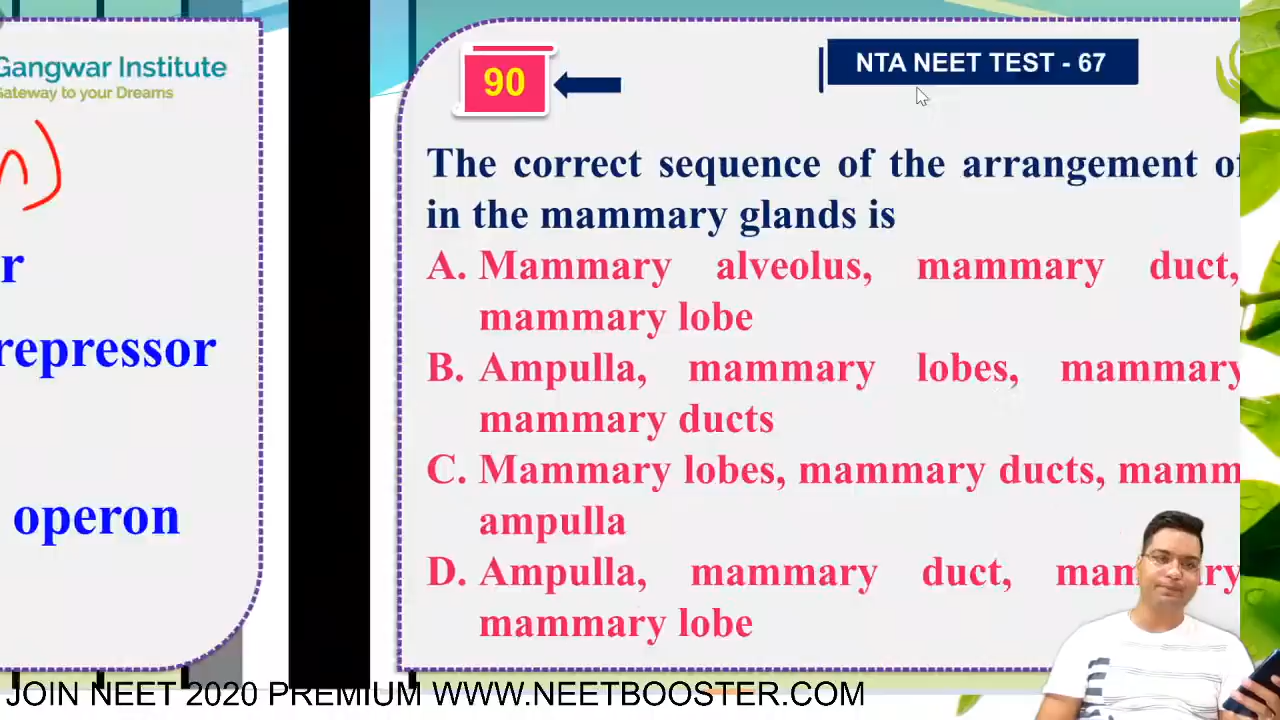 Gangwar Institute
Gateway to your Dreams
r
repressor
operon
90
NTA NEET TEST - 67
The correct sequence of the arrangement of
in the mammary glands is
A. Mammary alveolus, mammary duct,
mammary lobe
B. Ampulla, mammary lobes, mammary
mammary ducts
C. Mammary lobes, mammary ducts, mamm
ampulla
D. Ampulla, mammary duct,
mammary lobe
JOIN NEET 2020 PREMIUM WWW.NEETBOOSTER.COM